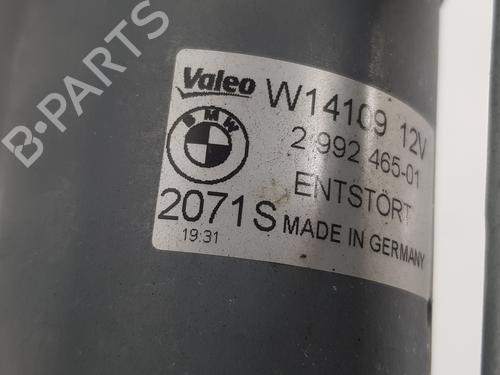 B-PARTS
Valeo W14109 12V
BMW 2 992 465-01
ENTSTÖRT
2071S MADE IN GERMANY
19:31